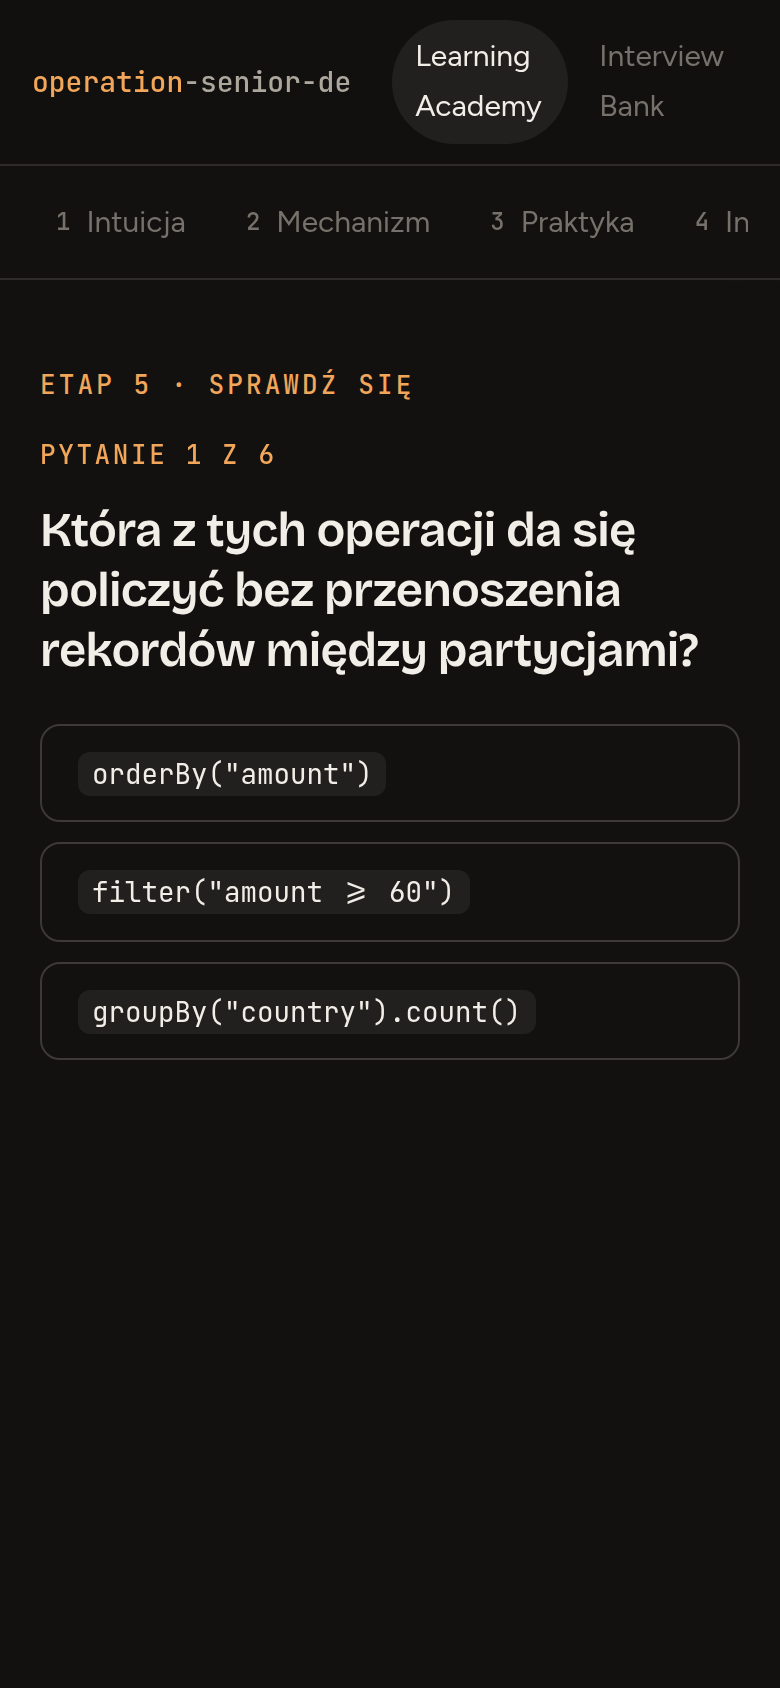 operation-senior-de
Learning
Academy
Interview
Bank
1 Intuicja 2 Mechanizm 3 Praktyka 4 In
ETAP 5 · SPRAWDŹ SIĘ
PYTANIE 1 Z 6
Która z tych operacji da się
policzyć bez przenoszenia
rekordów między partycjami?
orderBy("amount")
filter("amount >= 60")
groupBy("country").count()